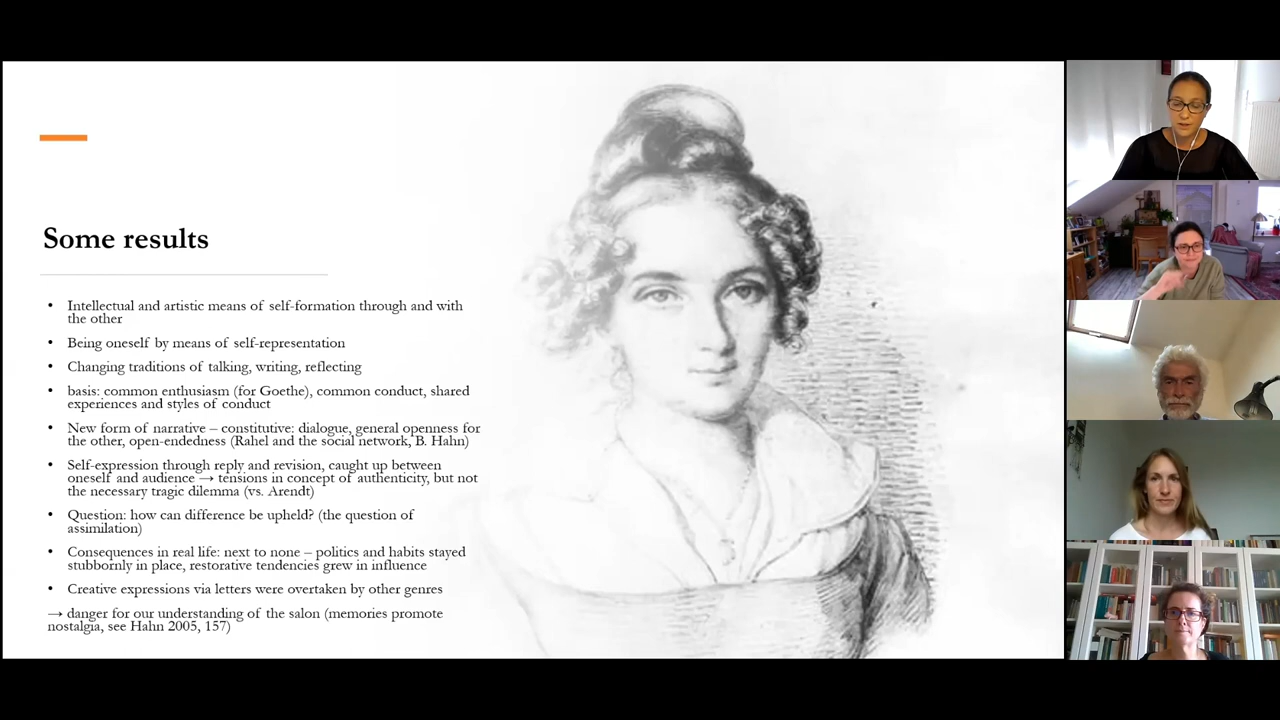 Some results
• Intellectual and artistic means of self-formation through and with
the other
• Being oneself by means of self-representation
• Changing traditions of talking, writing, reflecting
• basis: common enthusiasm (for Goethe), common conduct, shared
experiences and styles of conduct
• New form of narrative – constitutive: dialogue, general openness for
the other, open-endedness (Rahel and the social network, B. Hahn)
• Self-expression through reply and revision, caught up between
oneself and audience → tensions in concept of authenticity, but not
the necessary tragic dilemma (vs. Arendt)
• Question: how can difference be upheld? (the question of
assimilation)
• Consequences in real life: next to none – politics and habits stayed
stubbornly in place, restorative tendencies grew in influence
• Creative expressions via letters were overtaken by other genres
→ danger for our understanding of the salon (memories promote
nostalgia, see Hahn 2005, 157)